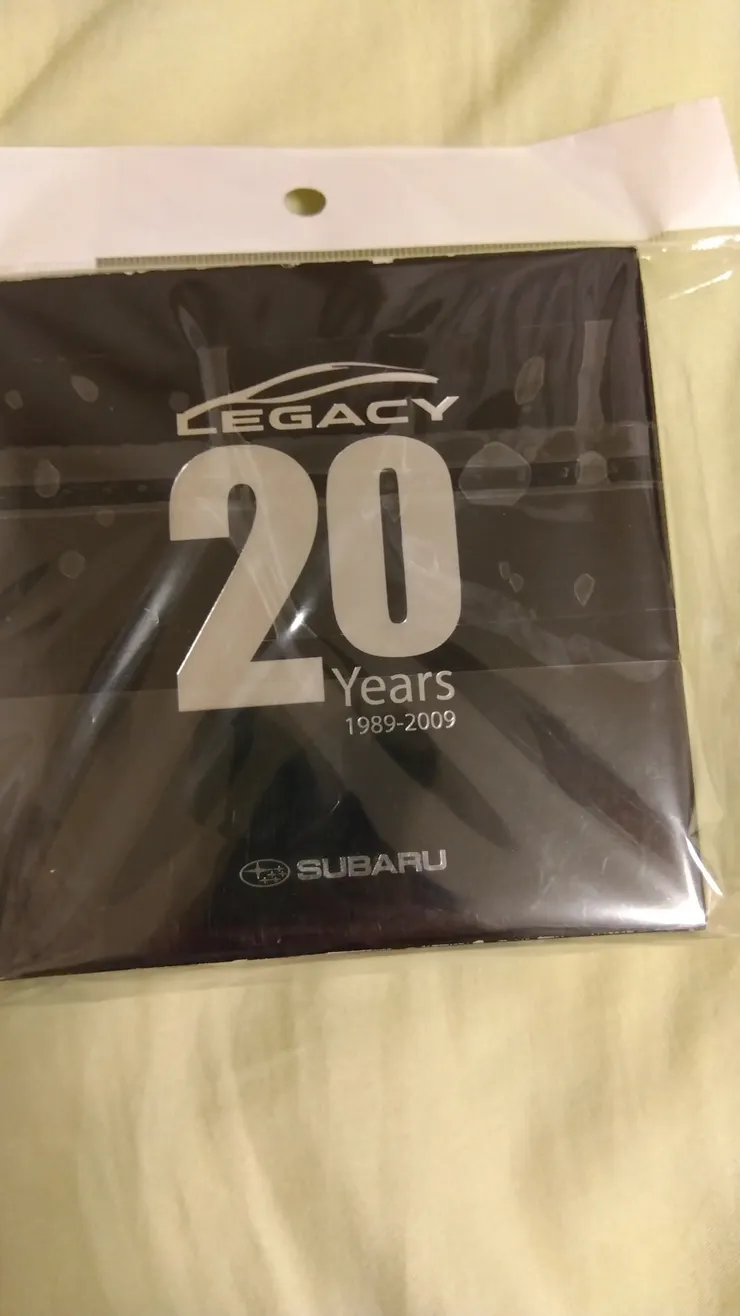 LEGACY
20
Years
1989-2009
SUBARU